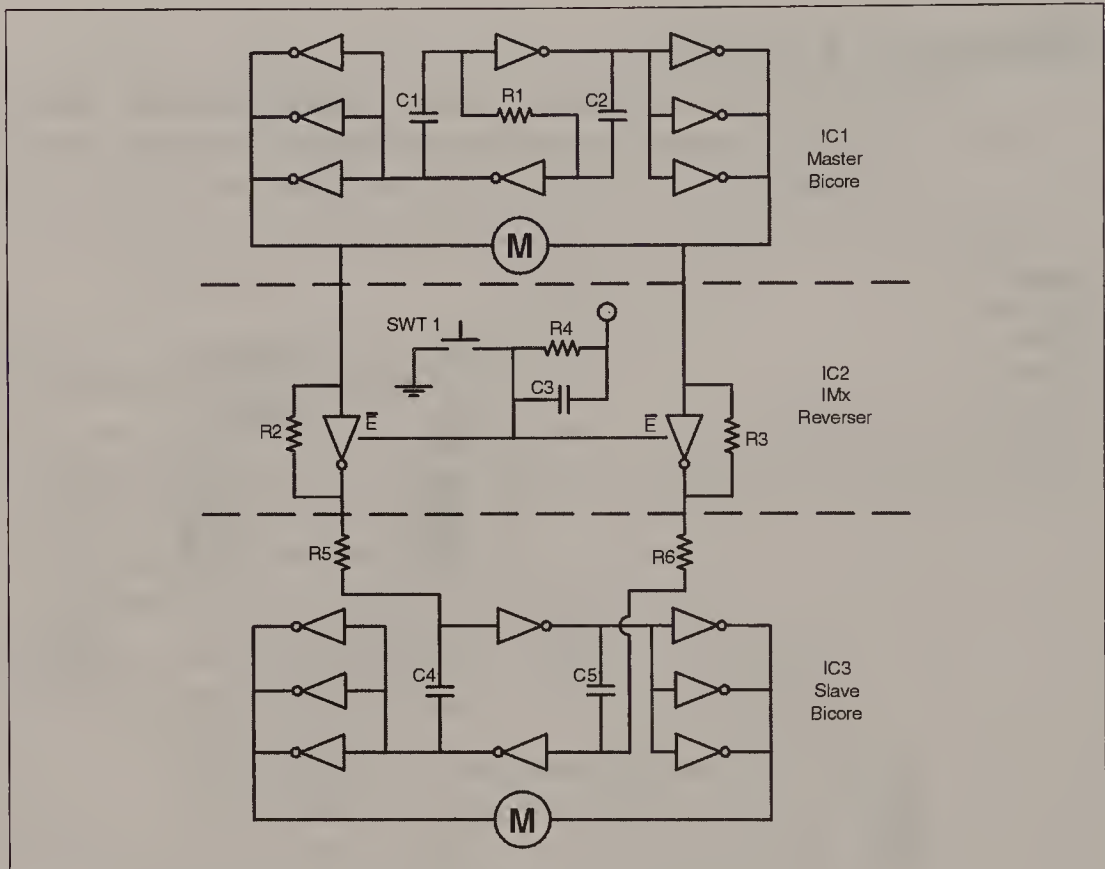 C1
R1
C2
IC1
Master
Bicore
M
SWT 1
R4
C3
R2
E
E
R3
IC2
IMx
Reverser
R5
R6
C4
C5
IC3
Slave
Bicore
M